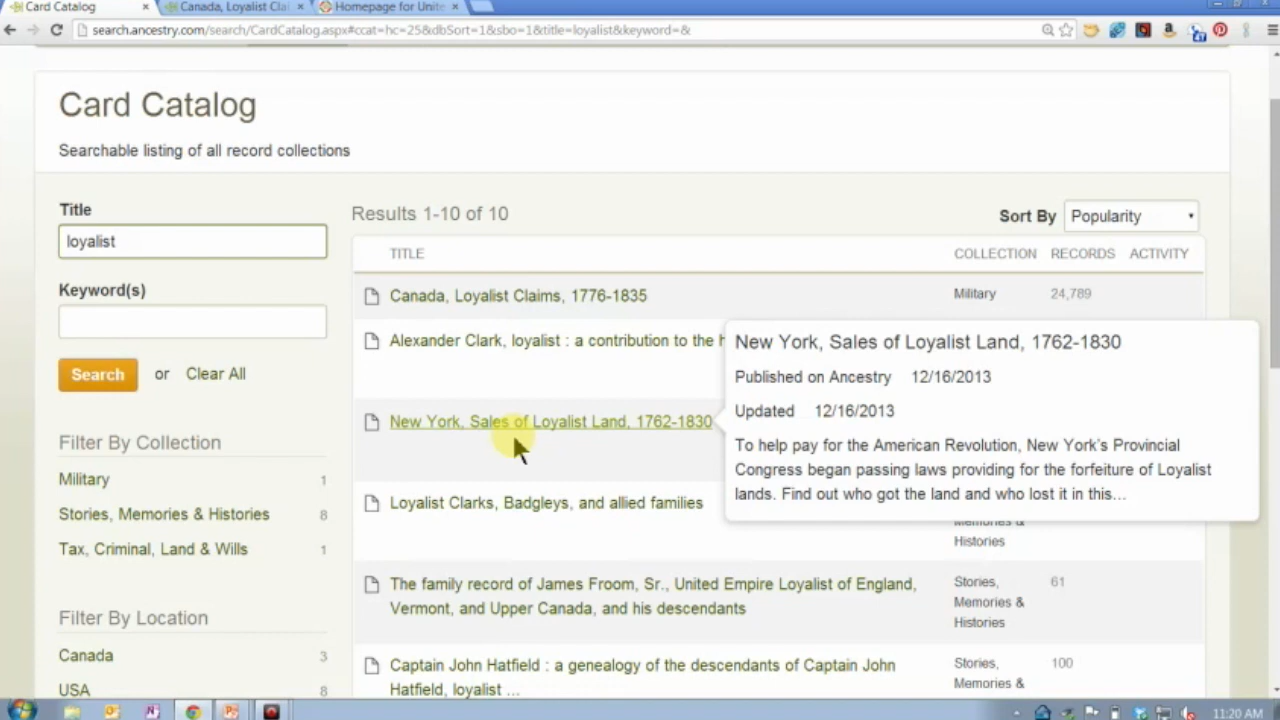 Card Catalog
Canada, Loyalist Clai
Homepage for Unite
search.ancestry.com/search/CardCatalog.aspx#ccat=hc=25&dbSort=1&sbo=1&title=loyalist&keyword=&
Card Catalog
Searchable listing of all record collections
Title
loyalist
Keyword(s)
Search or Clear All
Filter By Collection
Military 1
Stories, Memories & Histories 8
Tax, Criminal, Land & Wills 1
Filter By Location
Canada 3
USA 8
Results 1-10 of 10
Sort By Popularity
TITLE COLLECTION RECORDS ACTIVITY
Canada, Loyalist Claims, 1776-1835 Military 24,789
Alexander Clark, loyalist : a contribution to the h
New York, Sales of Loyalist Land, 1762-1830
Loyalist Clarks, Badgleys, and allied families
Memories &
Histories
The family record of James Froom, Sr., United Empire Loyalist of England,
Vermont, and Upper Canada, and his descendants
Stories,
Memories &
Histories
61
Captain John Hatfield : a genealogy of the descendants of Captain John
Hatfield, loyalist ...
Stories,
Memories &
100
New York, Sales of Loyalist Land, 1762-1830
Published on Ancestry 12/16/2013
Updated 12/16/2013
To help pay for the American Revolution, New York's Provincial
Congress began passing laws providing for the forfeiture of Loyalist
lands. Find out who got the land and who lost it in this...
11:20 AM